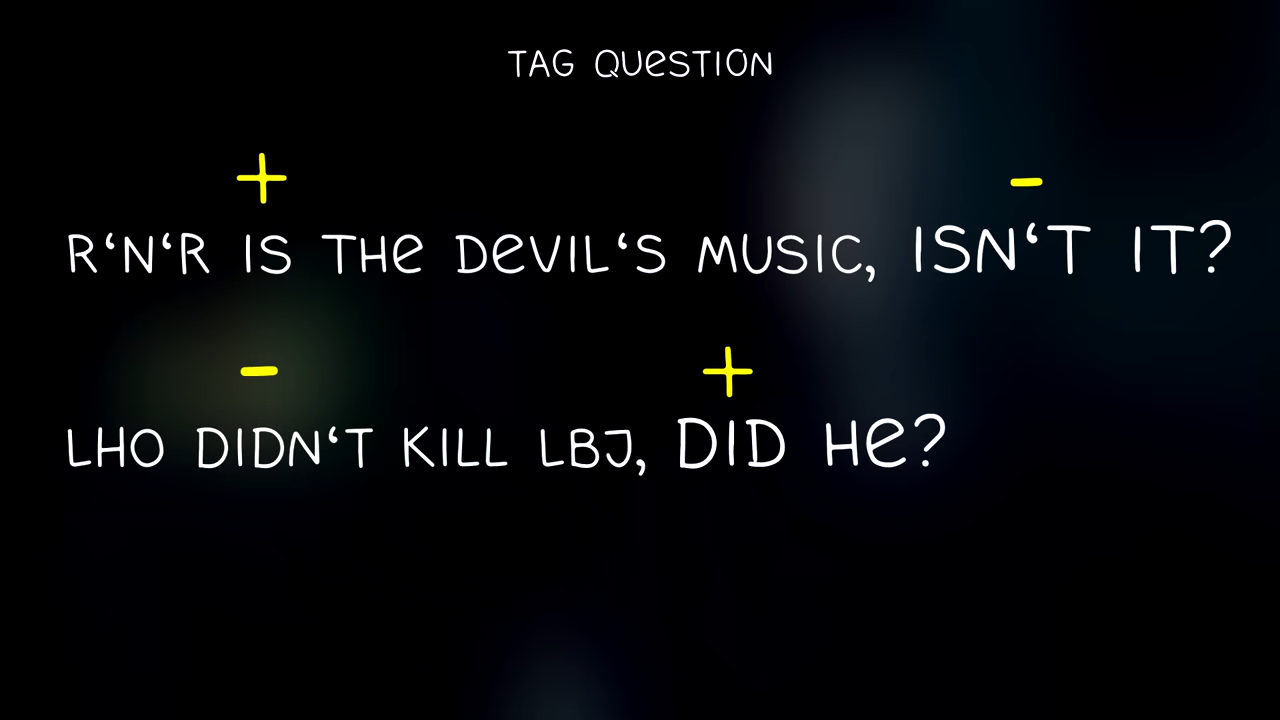 TAG QUESTION
+ -
R‘N‘R IS THE DEVIL‘S MUSIC, ISN‘T IT?
- +
LHO DIDN‘T KILL LBJ, DID HE?